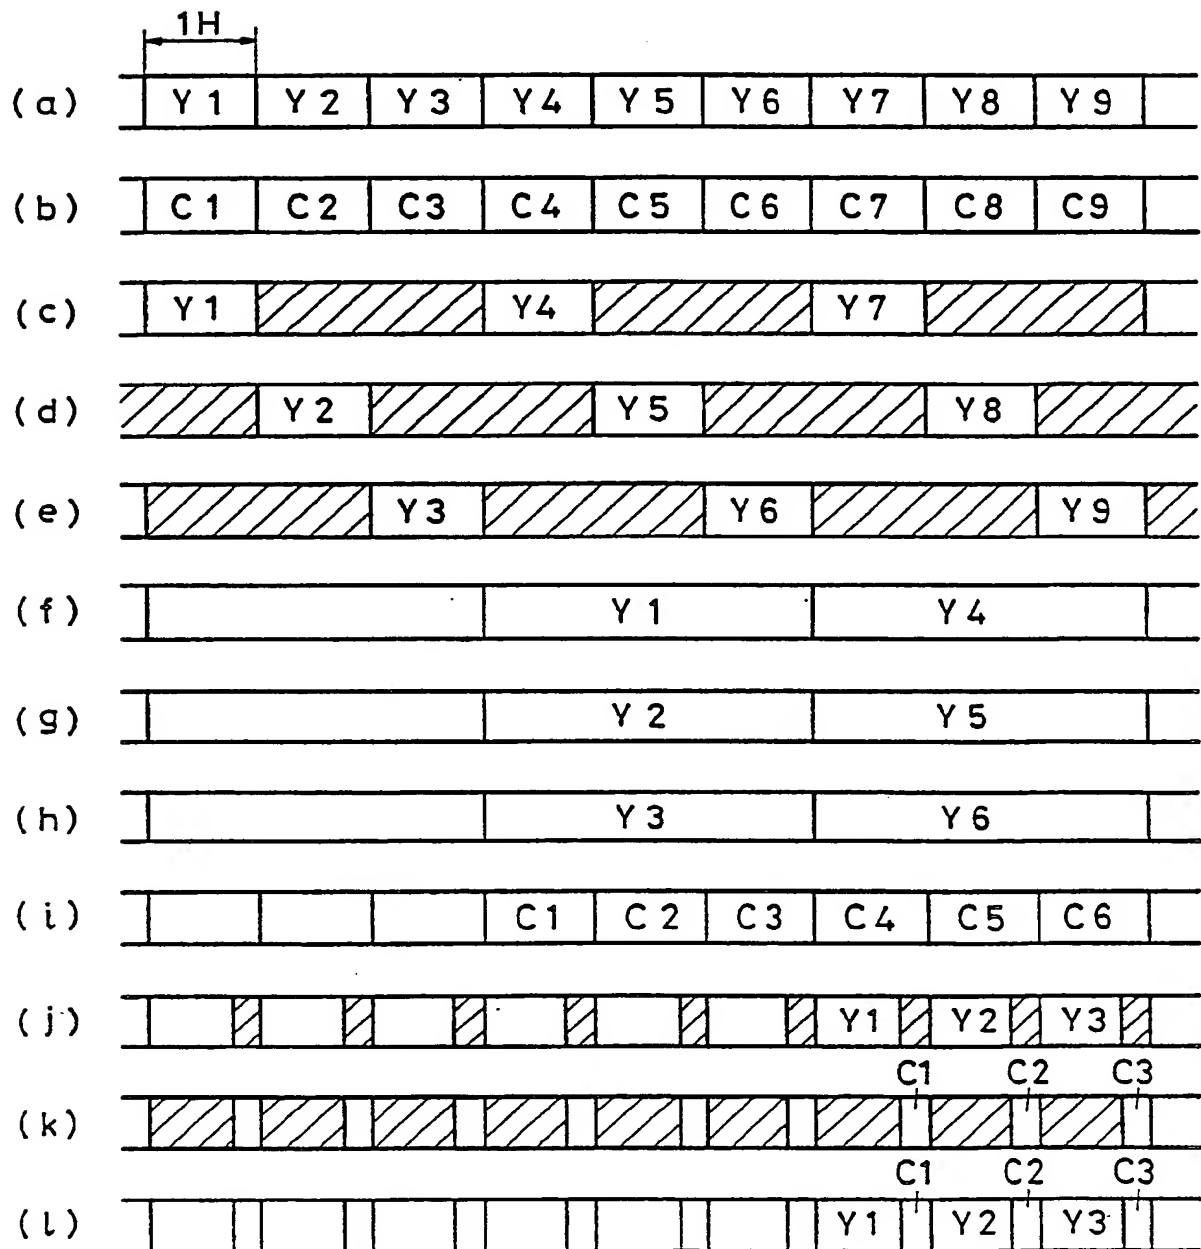 1H
(a) Y1 Y2 Y3 Y4 Y5 Y6 Y7 Y8 Y9
(b) C1 C2 C3 C4 C5 C6 C7 C8 C9
(c) Y1 Y4 Y7
(d) Y2 Y5 Y8
(e) Y3 Y6 Y9
(f) Y1 Y4
(g) Y2 Y5
(h) Y3 Y6
(i) C1 C2 C3 C4 C5 C6
(j) Y1 Y2 Y3
C1 C2 C3
(k)
C1 C2 C3
(l) Y1 Y2 Y3